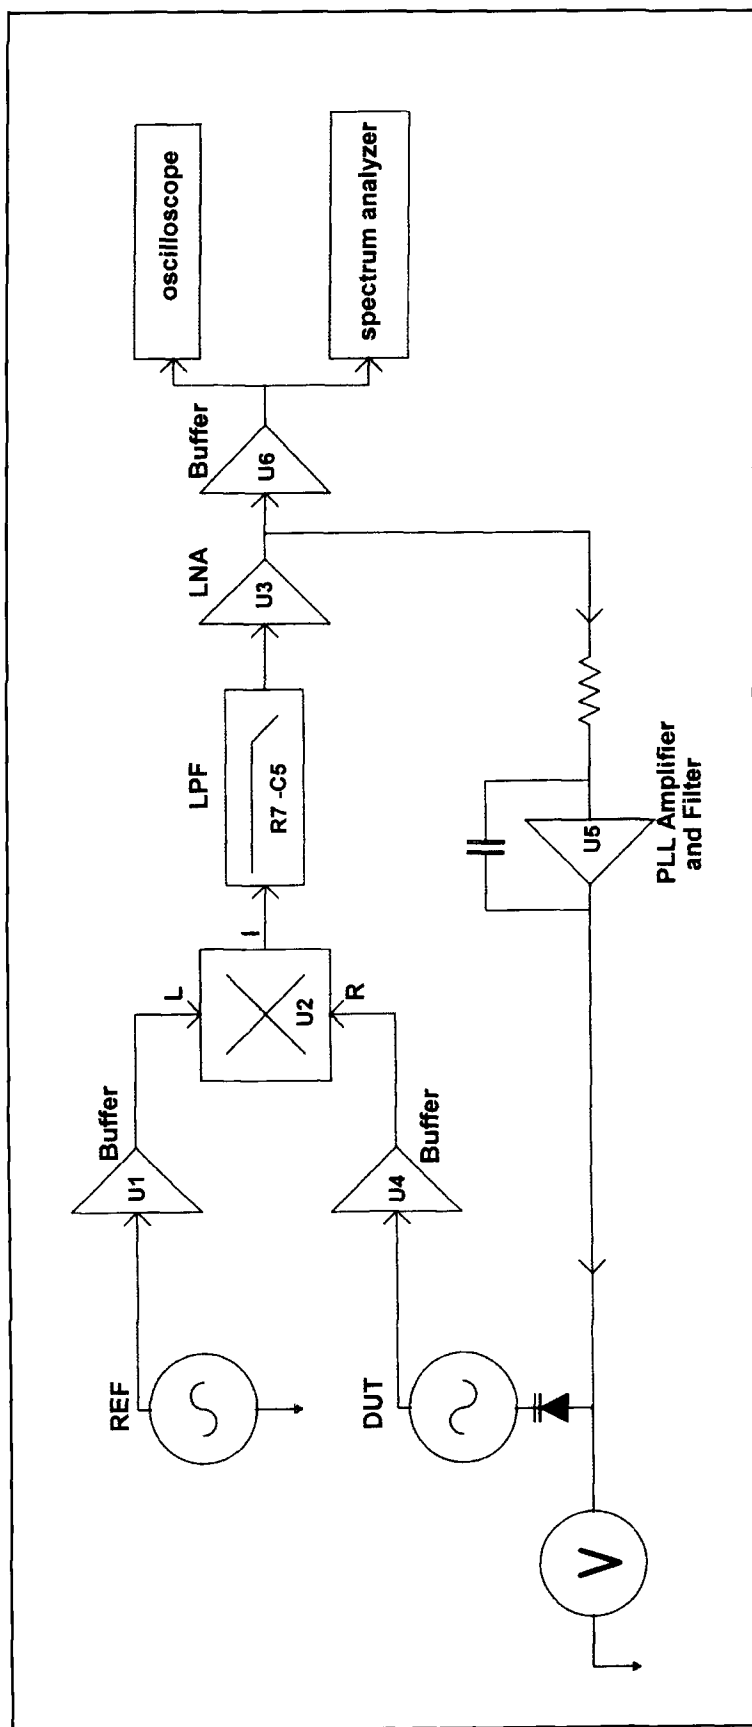 REF
Buffer
U1
L
DUT
Buffer
U4
R
U2
I
LPF
R7 -C5
LNA
U3
Buffer
U6
oscilloscope
spectrum analyzer
U5
PLL Amplifier
and Filter
V